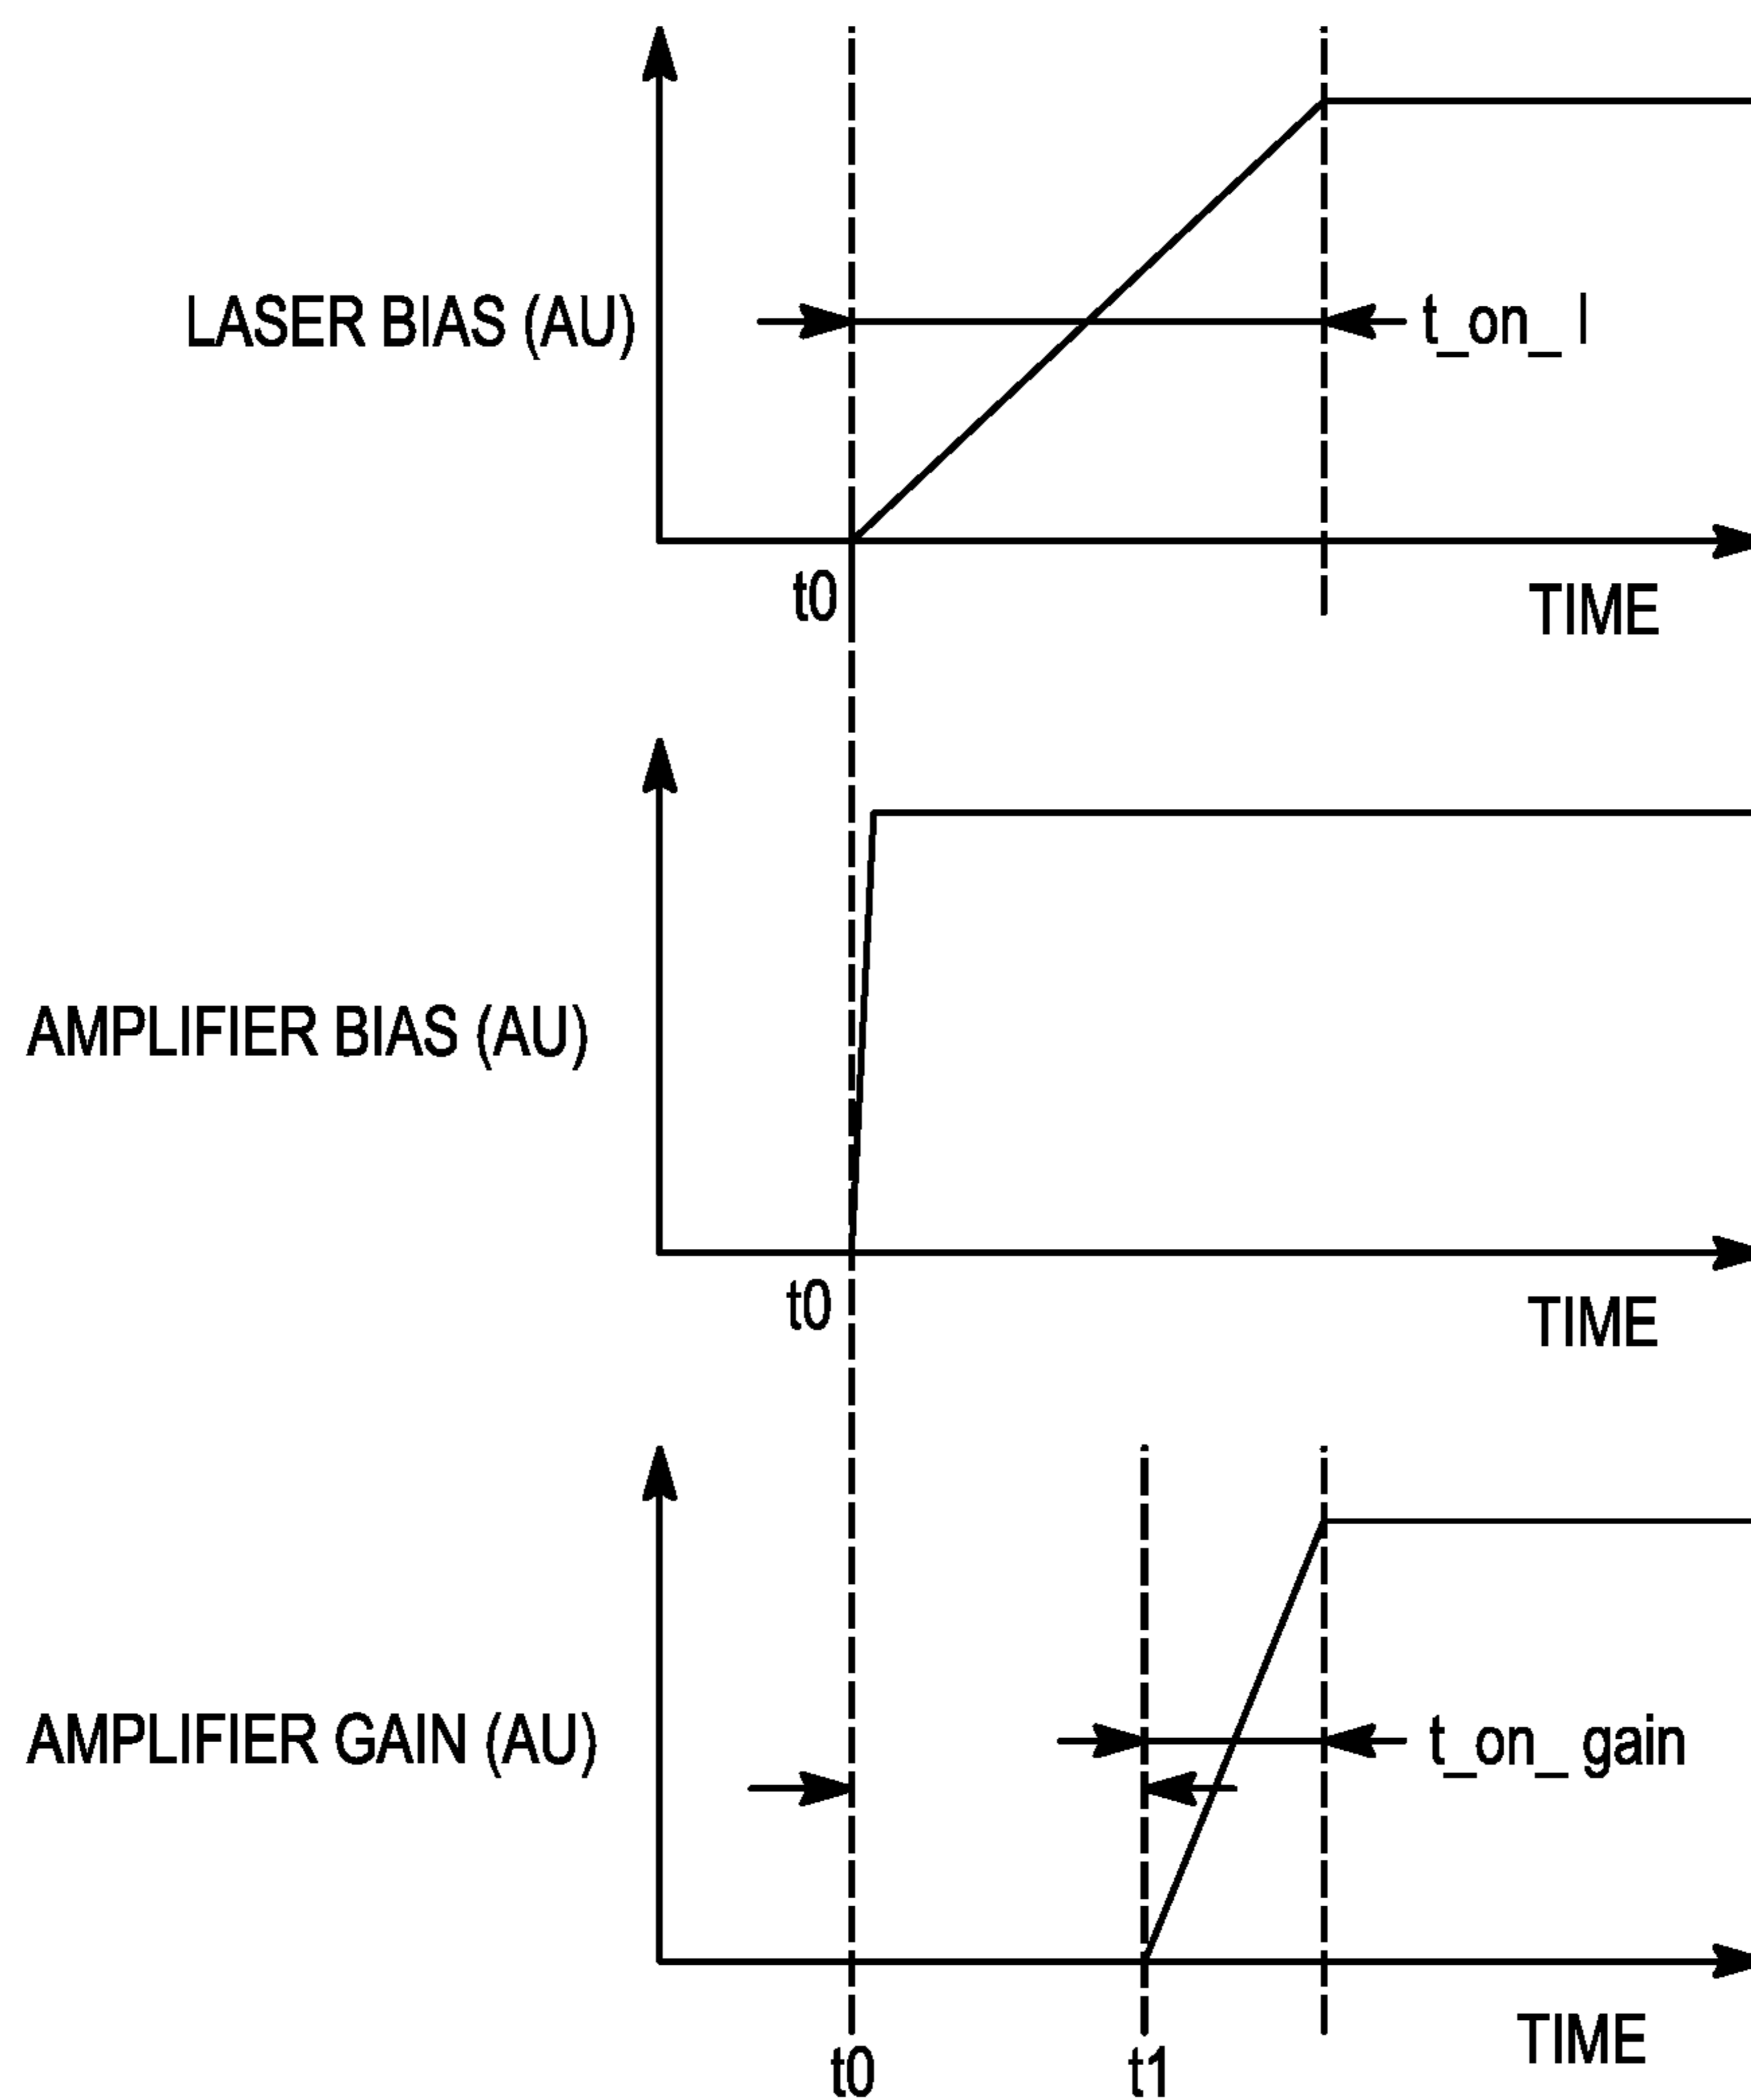 LASER BIAS (AU)
t_on_ l
t0
TIME
AMPLIFIER BIAS (AU)
t0
TIME
AMPLIFIER GAIN (AU)
t_on_ gain
t0
t1
TIME